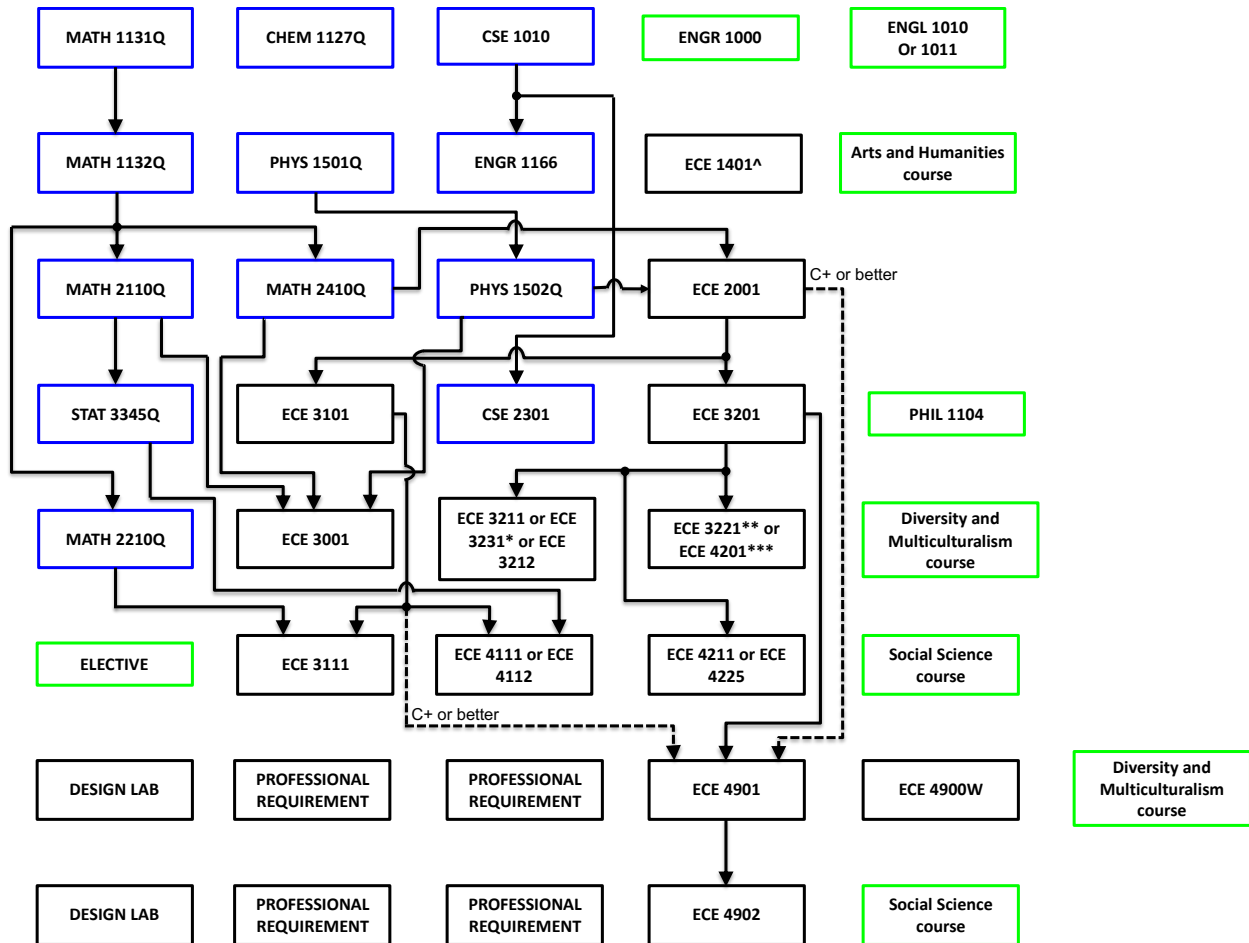 MATH 1131Q
CHEM 1127Q
CSE 1010
ENGR 1000
ENGL 1010
Or 1011
MATH 1132Q
PHYS 1501Q
ENGR 1166
ECE 1401^
Arts and Humanities
course
MATH 2110Q
MATH 2410Q
PHYS 1502Q
ECE 2001
C+ or better
STAT 3345Q
ECE 3101
CSE 2301
ECE 3201
PHIL 1104
MATH 2210Q
ECE 3001
ECE 3211 or ECE
3231* or ECE
3212
ECE 3221** or
ECE 4201***
Diversity and
Multiculturalism
course
ELECTIVE
ECE 3111
ECE 4111 or ECE
4112
ECE 4211 or ECE
4225
Social Science
course
C+ or better
DESIGN LAB
PROFESSIONAL
REQUIREMENT
PROFESSIONAL
REQUIREMENT
ECE 4901
ECE 4900W
Diversity and
Multiculturalism
course
DESIGN LAB
PROFESSIONAL
REQUIREMENT
PROFESSIONAL
REQUIREMENT
ECE 4902
Social Science
course